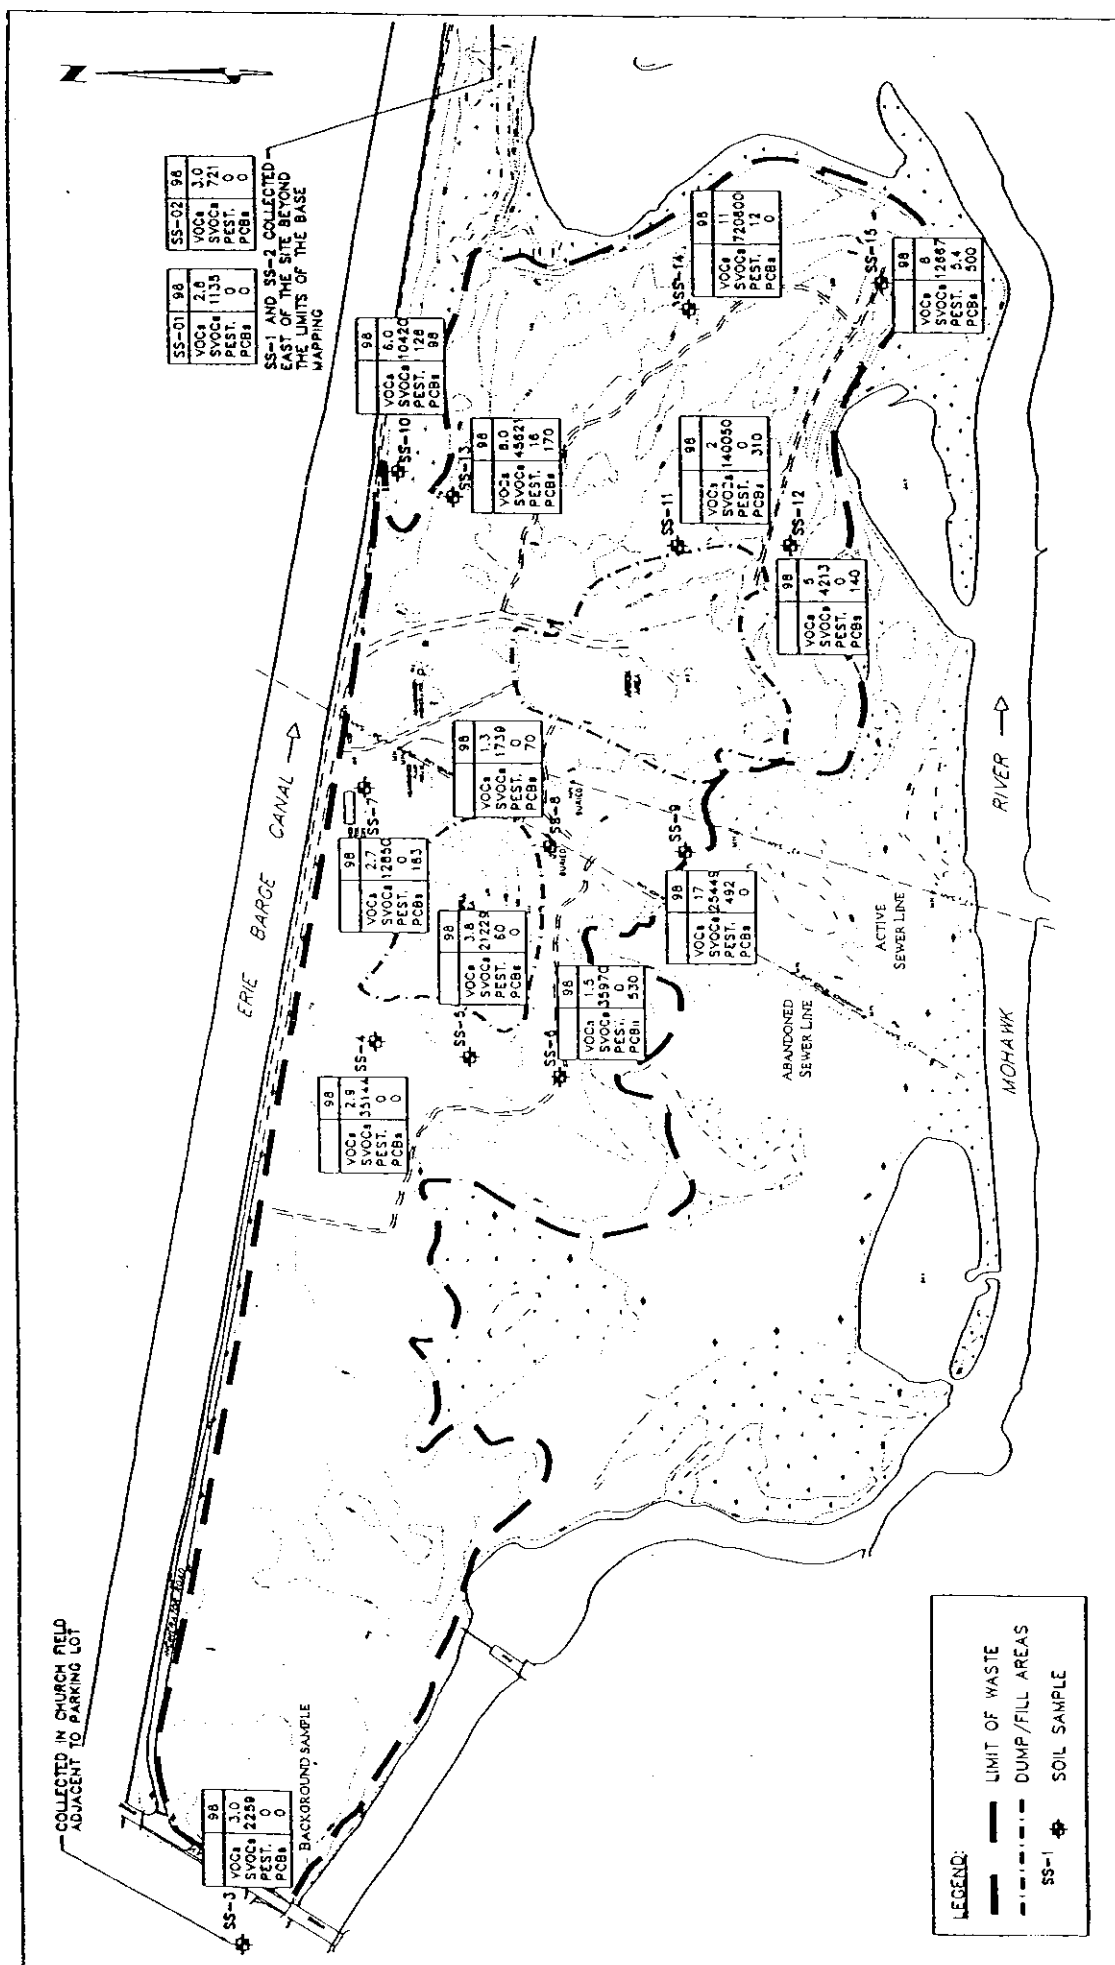 COLLECTED IN CHURCH FIELD
ADJACENT TO PARKING LOT
SS-3
98
VOCs 3.0
SVOCs 2259
PEST. 0
PCBs 0
BACKGROUND SAMPLE
ERIE BARGE CANAL
N
SS-01 98
VOCs 2.8
SVOCs 1135
PEST. 0
PCBs 0
SS-02 98
VOCs 3.0
SVOCs 721
PEST. 0
PCBs 0
SS-1 AND SS-2 COLLECTED
EAST OF THE SITE BEYOND
THE LIMITS OF THE BASE
MAPPING
SS-4
98
VOCs 2.9
SVOCs 35144
PEST. 0
PCBs 0
SS-5
98
VOCs 3.8
SVOCs 21229
PEST. 60
PCBs 0
SS-6
98
VOCs 1.5
SVOCs 35970
PEST. 0
PCBs 530
SS-7
98
VOCs 2.7
SVOCs 12850
PEST. 0
PCBs 183
SS-8
98
VOCs 1.3
SVOCs 1739
PEST. 0
PCBs 70
SS-9
98
VOCs 17
SVOCs 25449
PEST. 492
PCBs 0
SS-10
98
VOCs 6.0
SVOCs 10420
PEST. 128
PCBs 98
SS-13
98
VOCs 8.0
SVOCs 45621
PEST. 16
PCBs 170
SS-11
98
VOCs 2
SVOCs 140050
PEST. 0
PCBs 310
SS-12
98
VOCs 5
SVOCs 4213
PEST. 0
PCBs 140
SS-14
98
VOCs 11
SVOCs 720800
PEST. 12
PCBs 0
SS-15
98
VOCs 8
SVOCs 12667
PEST. 5.4
PCBs 500
BURIED
ABANDONED
SEWER LINE
ACTIVE
SEWER LINE
MOHAWK RIVER
LEGEND:
LIMIT OF WASTE
DUMP/FILL AREAS
SS-1 SOIL SAMPLE